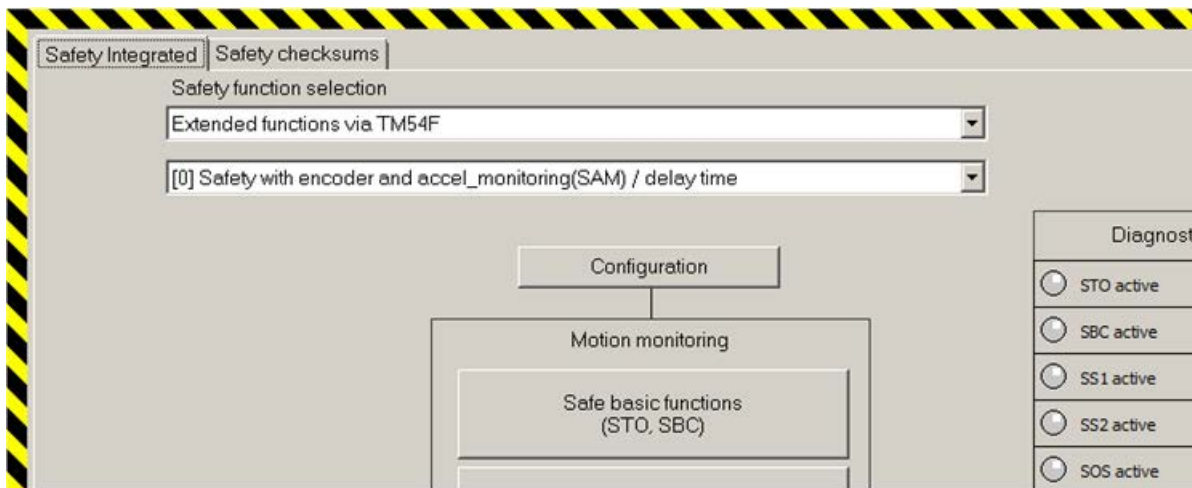 Safety Integrated
Safety checksums
Safety function selection
Extended functions via TM54F
[0] Safety with encoder and accel_monitoring(SAM) / delay time
Configuration
Motion monitoring
Safe basic functions
(STO, SBC)
Diagnost
STO active
SBC active
SS1 active
SS2 active
SOS active